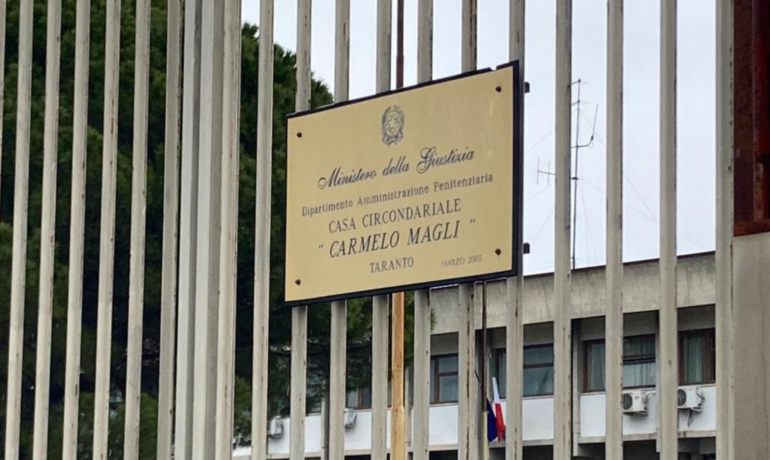 Ministero della Giustizia
Dipartimento Amministrazione Penitenziaria
CASA CIRCONDARIALE
" CARMELO MAGLI "
TARANTO MARZO 2005